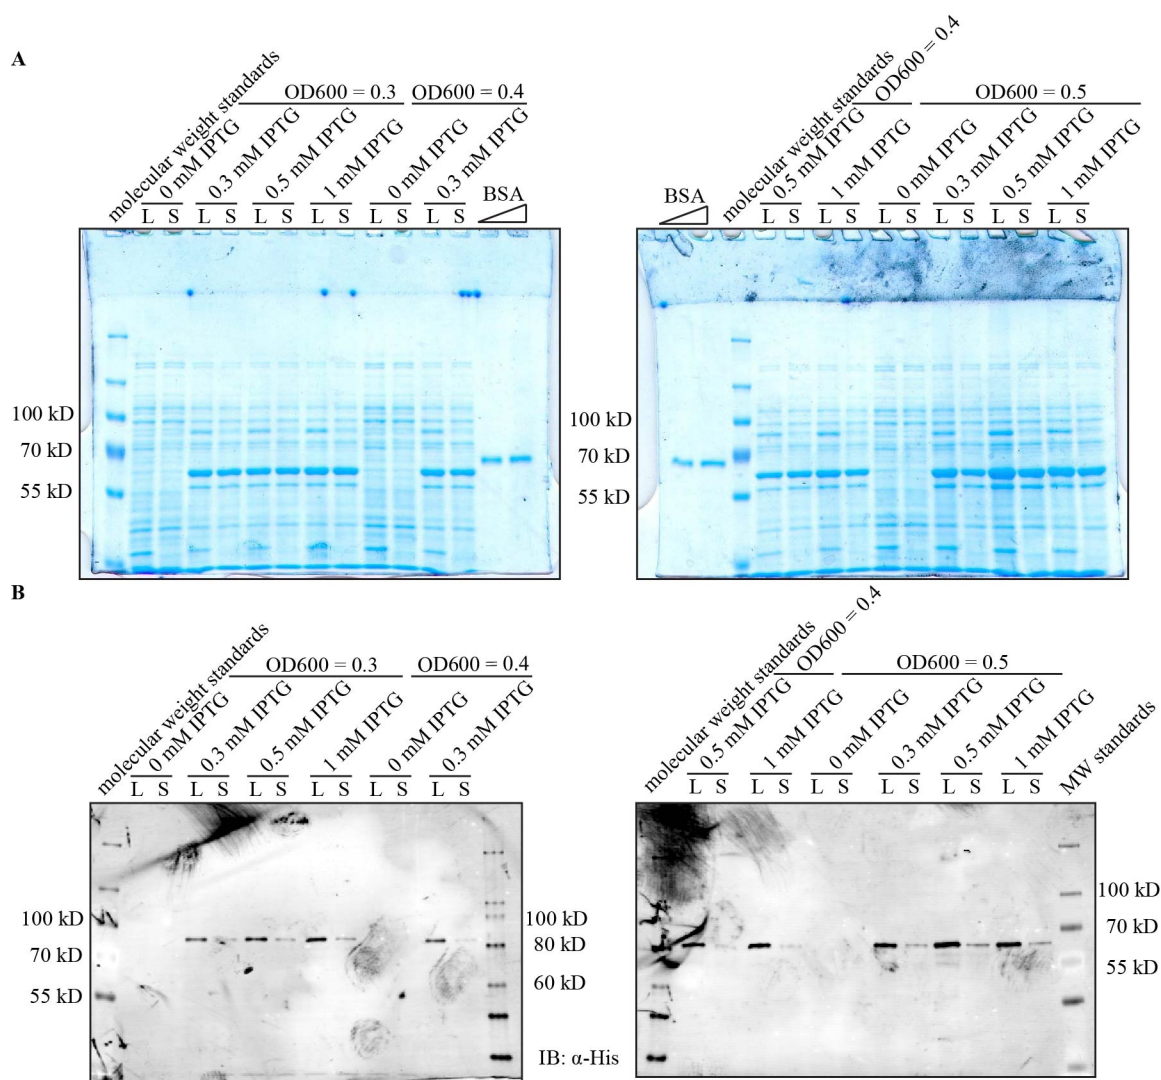 A
molecular weight standards
0 mM IPTG
0.3 mM IPTG
0.5 mM IPTG
1 mM IPTG
0 mM IPTG
0.3 mM IPTG
OD600 = 0.3
OD600 = 0.4
BSA
L S L S L S L S L S L S
100 kD
70 kD
55 kD
BSA
molecular weight standards
0.5 mM IPTG
1 mM IPTG
0 mM IPTG
0.3 mM IPTG
0.5 mM IPTG
1 mM IPTG
OD600 = 0.4
OD600 = 0.5
L S L S L S L S L S L S
100 kD
70 kD
55 kD
B
molecular weight standards
0 mM IPTG
0.3 mM IPTG
0.5 mM IPTG
1 mM IPTG
0 mM IPTG
0.3 mM IPTG
OD600 = 0.3
OD600 = 0.4
L S L S L S L S L S L S
100 kD
70 kD
55 kD
100 kD
80 kD
60 kD
IB: α-His
molecular weight standards
0.5 mM IPTG
1 mM IPTG
0 mM IPTG
0.3 mM IPTG
0.5 mM IPTG
1 mM IPTG
MW standards
OD600 = 0.4
OD600 = 0.5
L S L S L S L S L S L S
100 kD
70 kD
55 kD